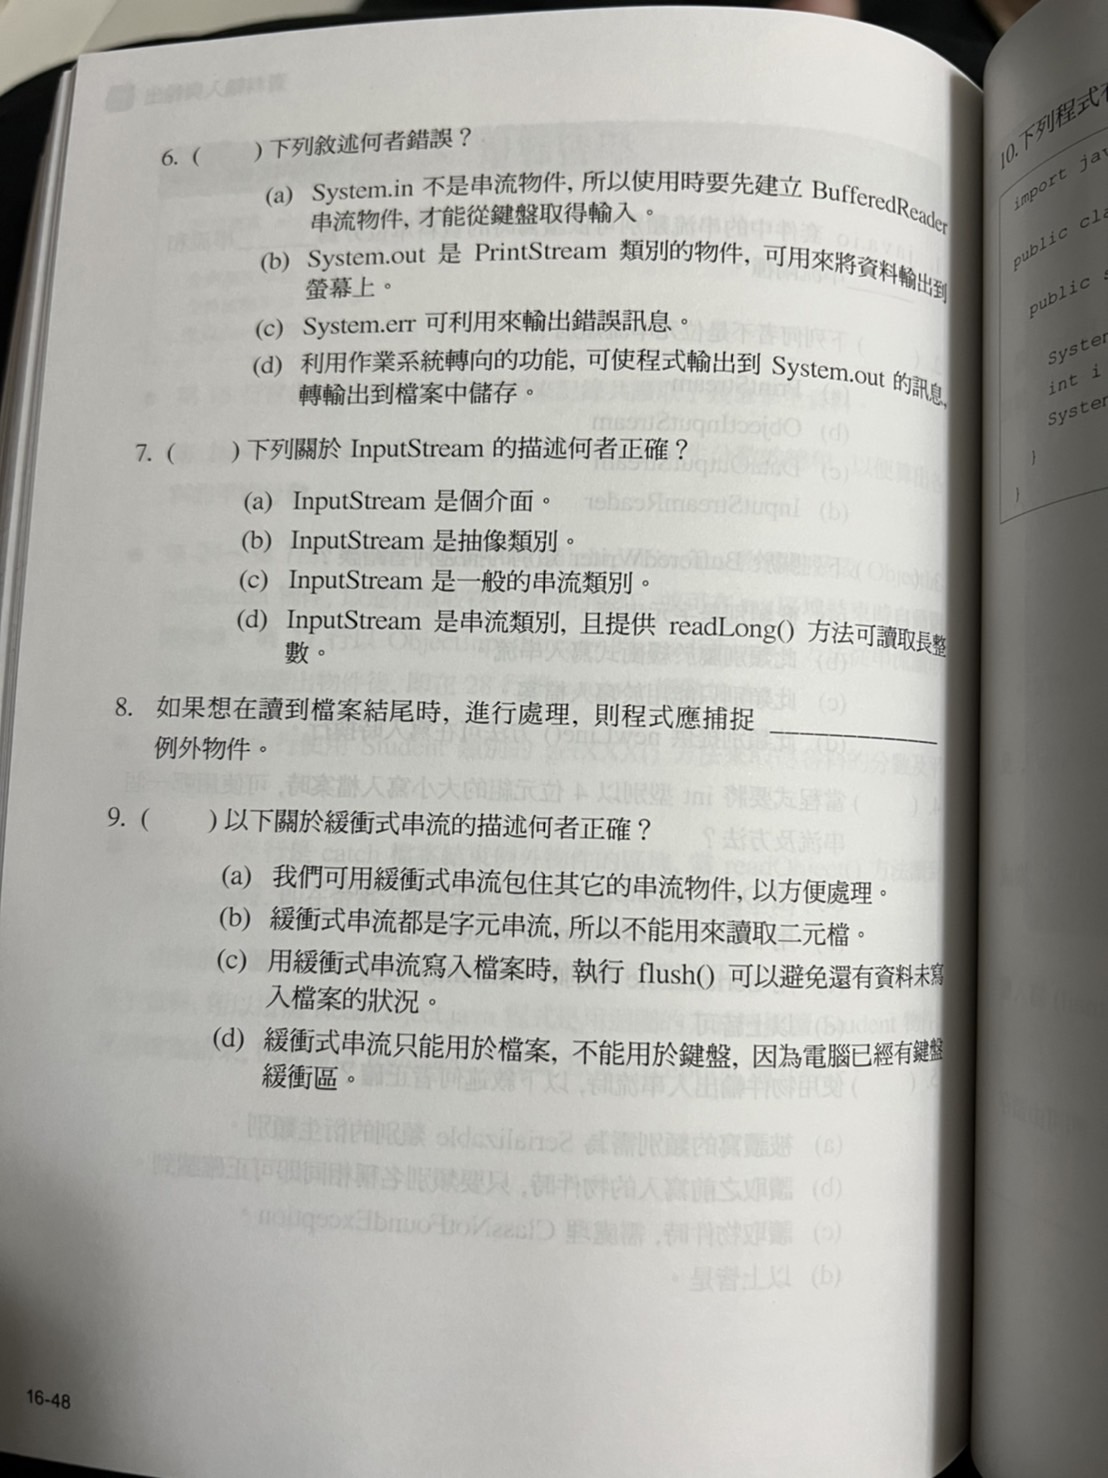 6. (　　) 下列敘述何者錯誤？
(a) System.in 不是串流物件, 所以使用時要先建立 BufferedReader
串流物件, 才能從鍵盤取得輸入。
(b) System.out 是 PrintStream 類別的物件, 可用來將資料輸出到
螢幕上。
(c) System.err 可利用來輸出錯誤訊息。
(d) 利用作業系統轉向的功能, 可使程式輸出到 System.out 的訊息,
轉輸出到檔案中儲存。
7. (　　) 下列關於 InputStream 的描述何者正確？
(a) InputStream 是個介面。
(b) InputStream 是抽像類別。
(c) InputStream 是一般的串流類別。
(d) InputStream 是串流類別, 且提供 readLong() 方法可讀取長整
數。
8. 如果想在讀到檔案結尾時, 進行處理, 則程式應捕捉 ____________
例外物件。
9. (　　) 以下關於緩衝式串流的描述何者正確？
(a) 我們可用緩衝式串流包住其它的串流物件, 以方便處理。
(b) 緩衝式串流都是字元串流, 所以不能用來讀取二元檔。
(c) 用緩衝式串流寫入檔案時, 執行 flush() 可以避免還有資料未寫
入檔案的狀況。
(d) 緩衝式串流只能用於檔案, 不能用於鍵盤, 因為電腦已經有鍵盤
緩衝區。
16-48
10. 下列程式
import
public
public
int i
}
}